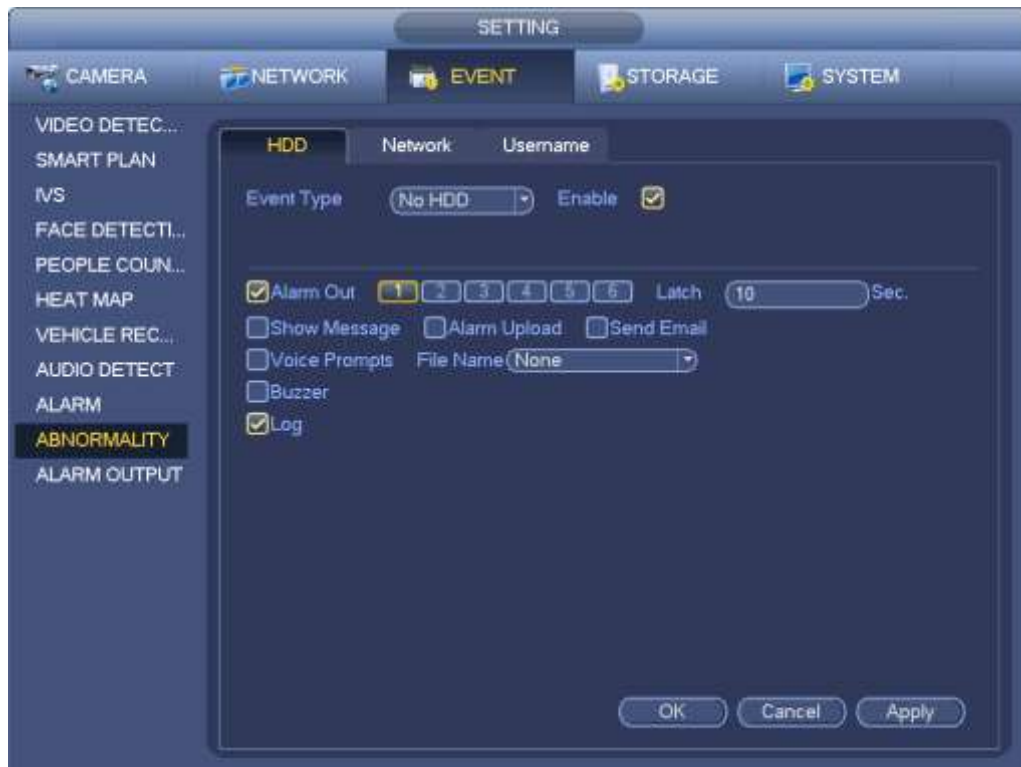 SETTING
CAMERA NETWORK EVENT STORAGE SYSTEM
VIDEO DETEC...
SMART PLAN
IVS
FACE DETECTI...
PEOPLE COUN...
HEAT MAP
VEHICLE REC...
AUDIO DETECT
ALARM
ABNORMALITY
ALARM OUTPUT
HDD Network Username
Event Type No HDD Enable
Alarm Out 1 2 3 4 5 6 Latch 10 Sec.
Show Message Alarm Upload Send Email
Voice Prompts File Name None
Buzzer
Log
OK Cancel Apply